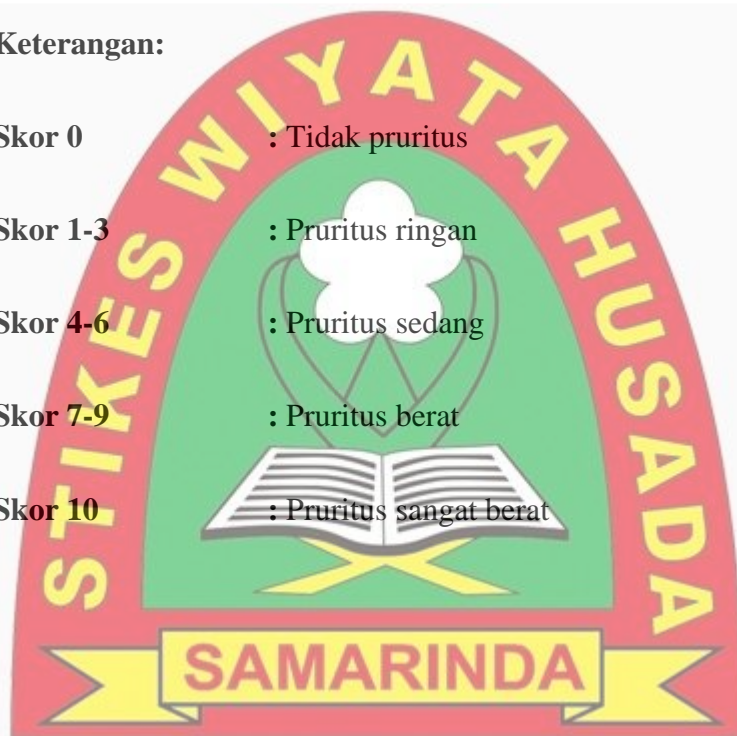 Keterangan:
Skor 0 : Tidak pruritus
Skor 1-3 : Pruritus ringan
Skor 4-6 : Pruritus sedang
Skor 7-9 : Pruritus berat
Skor 10 : Pruritus sangat berat
STIKES WIYATA HUSADA
SAMARINDA